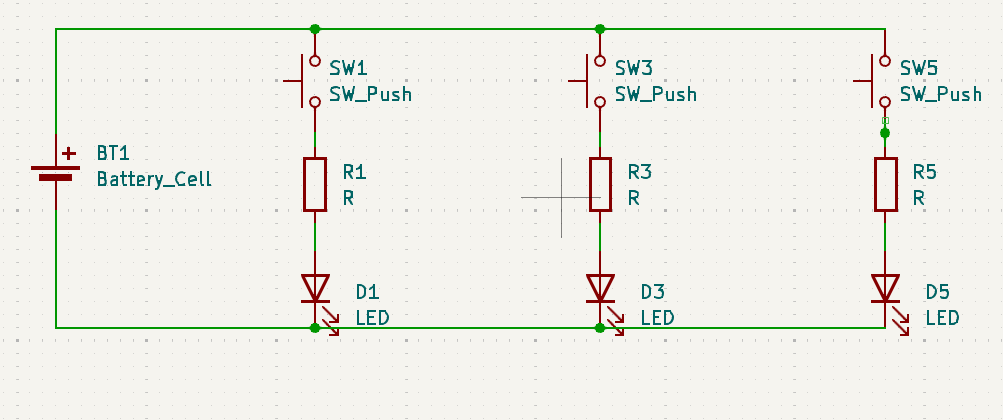 SW1
SW_Push
SW3
SW_Push
SW5
SW_Push
+
BT1
Battery_Cell
R1
R
R3
R
R5
R
D1
LED
D3
LED
D5
LED